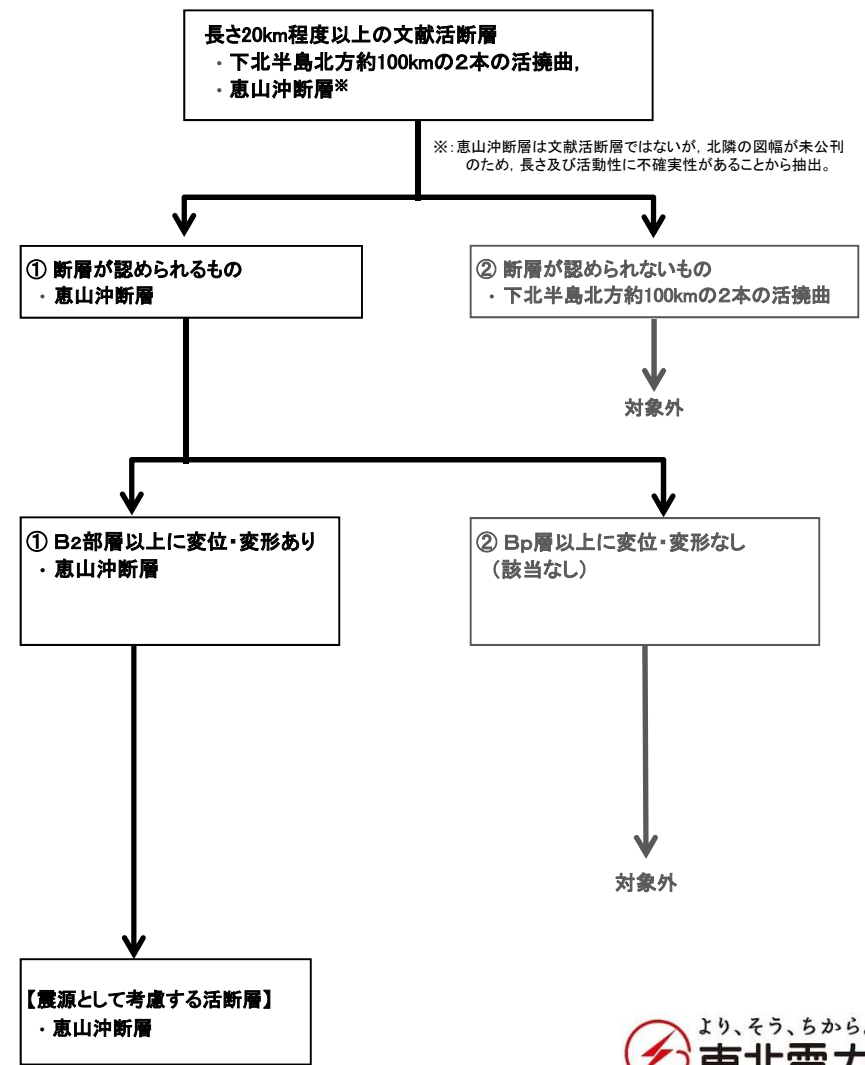 長さ20km程度以上の文献活断層
・下北半島北方約100kmの2本の活撓曲，
・恵山沖断層※
※：恵山沖断層は文献活断層ではないが，北隣の図幅が未公刊
のため，長さ及び活動性に不確実性があることから抽出。
① 断層が認められるもの
・恵山沖断層
② 断層が認められないもの
・下北半島北方約100kmの2本の活撓曲
対象外
① B2部層以上に変位・変形あり
・恵山沖断層
② Bp層以上に変位・変形なし
（該当なし）
対象外
【震源として考慮する活断層】
・恵山沖断層
より、そう、ちから。
東北電力